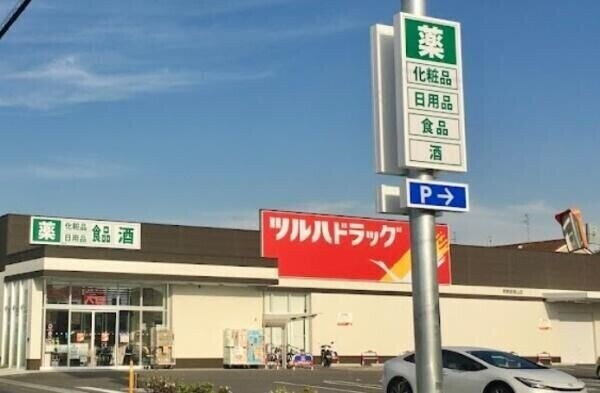 薬
化粧品
日用品
食品
酒
P→
薬 化粧品 日用品 食品 酒
ツルハドラッグ